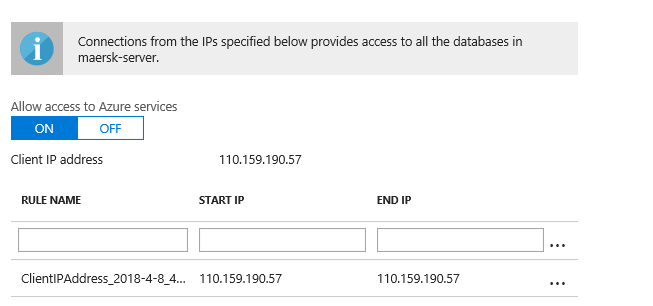 Connections from the IPs specified below provides access to all the databases in
maersk-server.
Allow access to Azure services
ON OFF
Client IP address 110.159.190.57
RULE NAME START IP END IP
...
ClientIPAddress_2018-4-8_4... 110.159.190.57 110.159.190.57 ...